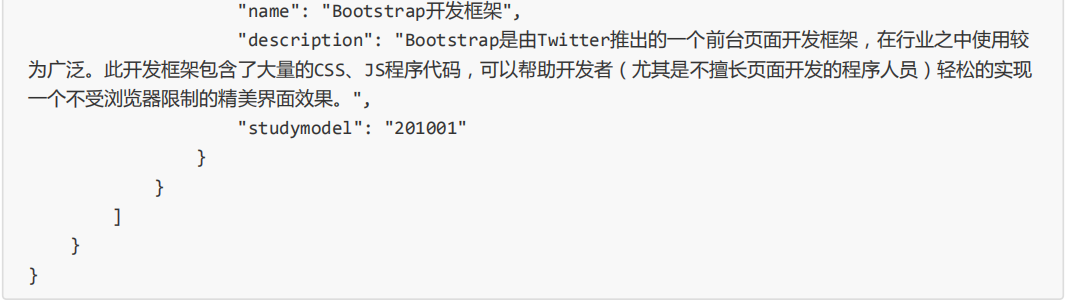 "name": "Bootstrap开发框架",
"description": "Bootstrap是由Twitter推出的一个前台页面开发框架，在行业之中使用较
为广泛。此开发框架包含了大量的CSS、JS程序代码，可以帮助开发者（尤其是不擅长页面开发的程序人员）轻松的实现
一个不受浏览器限制的精美界面效果。",
"studymodel": "201001"
}
}
]
}
}